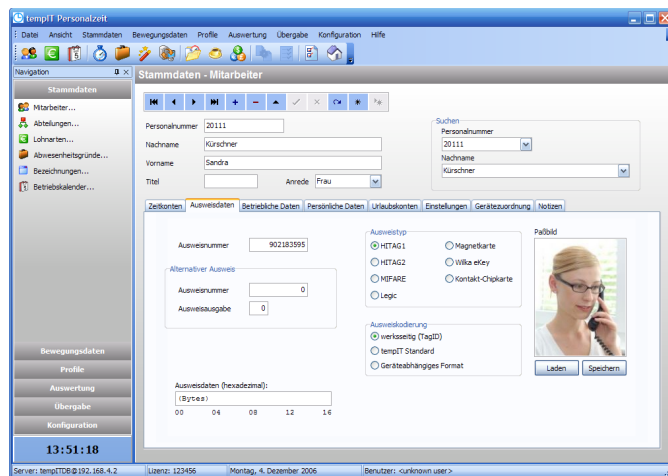 tempIT Personalzeit
Datei Ansicht Stammdaten Bewegungsdaten Profile Auswertung Übergabe Konfiguration Hilfe
Navigation
Stammdaten
Mitarbeiter...
Abteilungen...
Lohnarten...
Abwesenheitsgründe...
Bezeichnungen...
Betriebskalender...
Bewegungsdaten
Profile
Auswertung
Übergabe
Konfiguration
13:51:18
Stammdaten - Mitarbeiter
Personalnummer 20111
Nachname Kürschner
Vorname Sandra
Titel Anrede Frau
Suchen
Personalnummer
20111
Nachname
Kürschner
Zeitkonten Ausweisdaten Betriebliche Daten Persönliche Daten Urlaubskonten Einstellungen Gerätezuordnung Notizen
Ausweisnummer 902183595
Alternativer Ausweis
Ausweisnummer 0
Ausweisausgabe 0
Ausweisdaten (hexadezimal):
(Bytes)
00 04 08 12 16
Ausweistyp
HITAG1 Magnetkarte
HITAG2 Wilka eKey
MIFARE Kontakt-Chipkarte
Legic
Ausweiskodierung
werksseitig (TagID)
tempIT Standard
Geräteabhängiges Format
Paßbild
Laden Speichern
Server: tempITDB@192.168.4.2 Lizenz: 123456 Montag, 4. Dezember 2006 Benutzer: <unknown user>